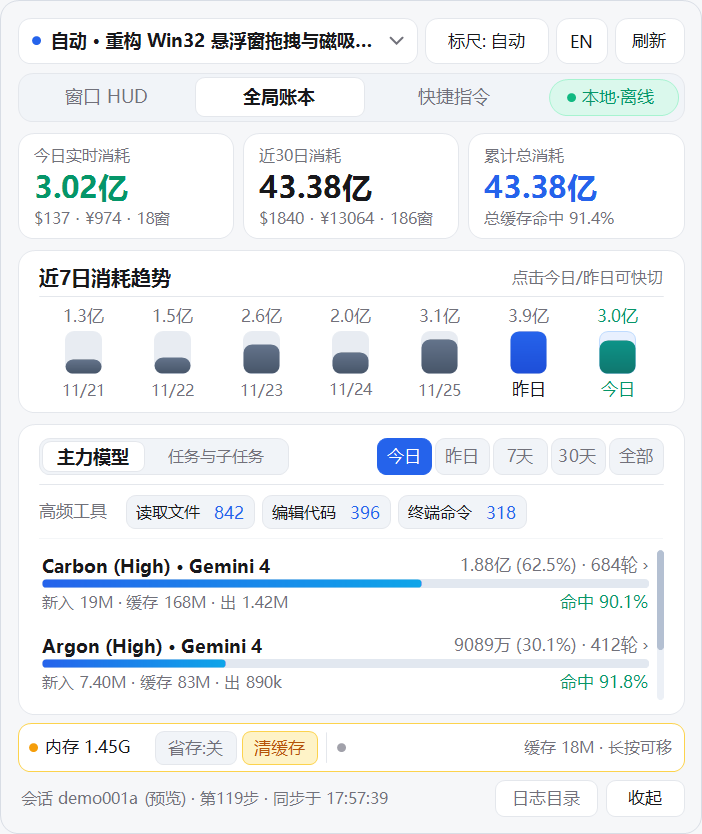 自动 • 重构 Win32 悬浮窗拖拽与磁吸... 标尺: 自动 EN 刷新
窗口 HUD 全局账本 快捷指令 本地·离线
今日实时消耗 近30日消耗 累计总消耗
3.02亿 43.38亿 43.38亿
$137 · ¥974 · 18窗 $1840 · ¥13064 · 186窗 总缓存命中 91.4%
近7日消耗趋势 点击今日/昨日可快切
1.3亿 1.5亿 2.6亿 2.0亿 3.1亿 3.9亿 3.0亿
11/21 11/22 11/23 11/24 11/25 昨日 今日
主力模型 任务与子任务 今日 昨日 7天 30天 全部
高频工具 读取文件 842 编辑代码 396 终端命令 318
Carbon (High) • Gemini 4 1.88亿 (62.5%) · 684轮 ›
新入 19M · 缓存 168M · 出 1.42M 命中 90.1%
Argon (High) • Gemini 4 9089万 (30.1%) · 412轮 ›
新入 7.40M · 缓存 83M · 出 890k 命中 91.8%
内存 1.45G 省存:关 清缓存 缓存 18M · 长按可移
会话 demo001a (预览) · 第119步 · 同步于 17:57:39 日志目录 收起